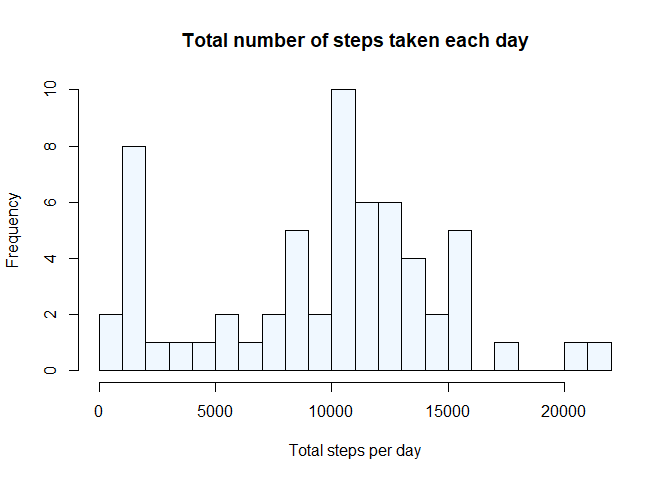 Total number of steps taken each day
Frequency
10
8
6
4
2
0
0 5000 10000 15000 20000
Total steps per day